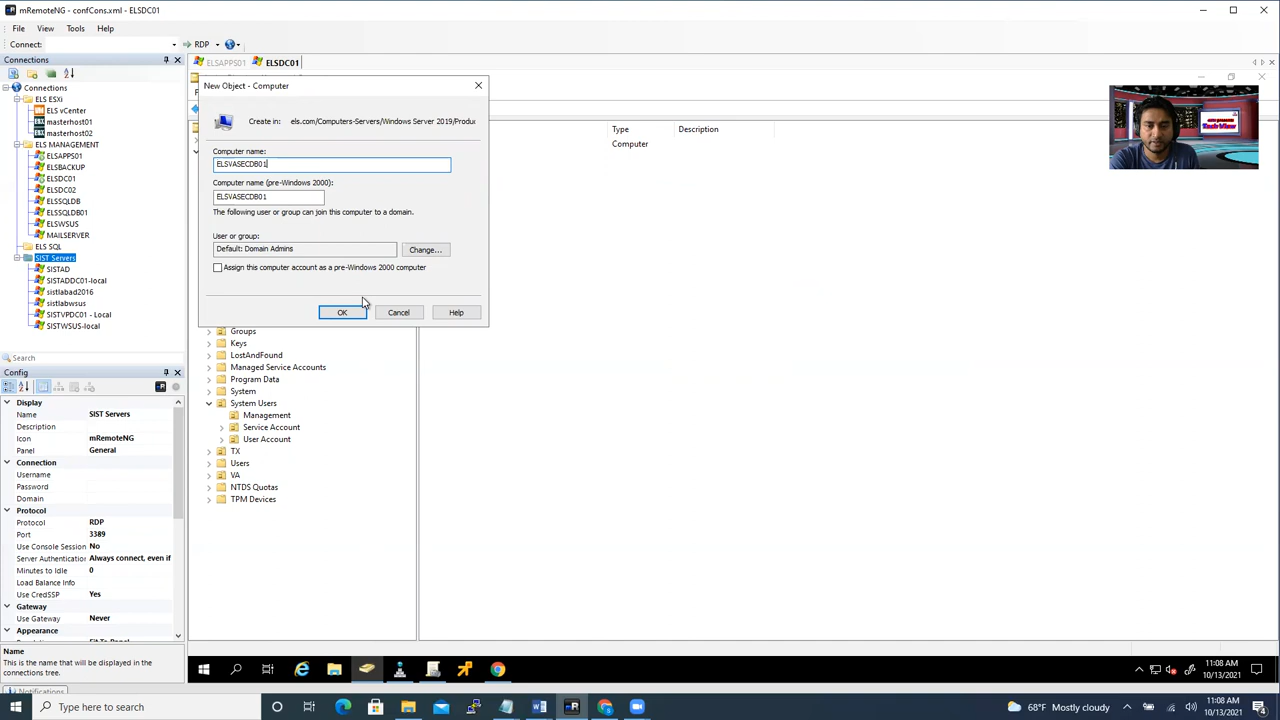 mRemoteNG - confCons.xml - ELSDC01
File View Tools Help
Connect: RDP
Connections
ELSAPPS01 ELSDC01
Connections
ELS ESXi
ELS vCenter
masterhost01
masterhost02
ELS MANAGEMENT
ELSAPPS01
ELSBACKUP
ELSDC01
ELSDC02
ELSSQLDB
ELSSQLDB01
ELSWSUS
MAILSERVER
ELS SQL
SIST Servers
SISTAD
SISTADDC01-local
sistlabad2016
sistlabwsus
SISTVPDC01 - Local
SISTWSUS-local
Search
Config
Display
Name SIST Servers
Description
Icon mRemoteNG
Panel General
Connection
Username
Password
Domain
Protocol
Protocol RDP
Port 3389
Use Console Session No
Server Authentication Always connect, even if
Minutes to Idle 0
Load Balance Info
Use CredSSP Yes
Gateway
Use Gateway Never
Appearance
Name
This is the name that will be displayed in the connections tree.
Notifications
New Object - Computer
Create in: els.com/Computers-Servers/Windows Server 2019/Produc
Computer name:
ELSVASECDB01
Computer name (pre-Windows 2000):
ELSVASECDB01
The following user or group can join this computer to a domain.
User or group:
Default: Domain Admins
Change...
Assign this computer account as a pre-Windows 2000 computer
OK Cancel Help
Groups
Keys
LostAndFound
Managed Service Accounts
Program Data
System
System Users
Management
Service Account
User Account
TX
Users
VA
NTDS Quotas
TPM Devices
Type Description
Computer
Tech View
11:08 AM
10/13/2021
Type here to search
68°F Mostly cloudy
11:08 AM
10/13/2021